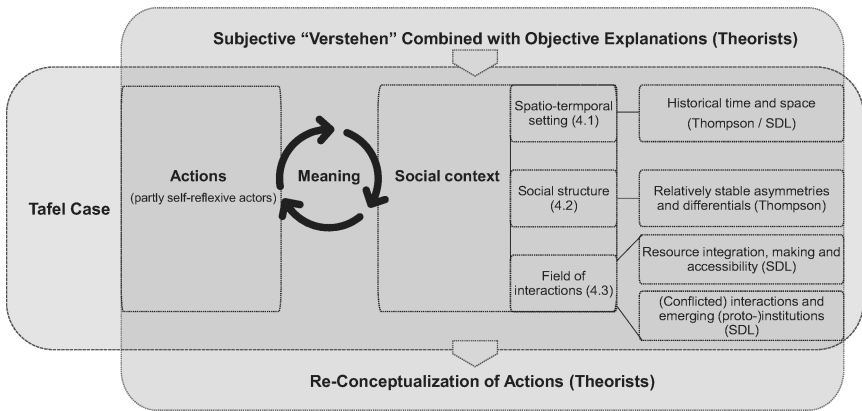 Subjective “Verstehen” Combined with Objective Explanations (Theorists)
Tafel Case
Actions
(partly self-reflexive actors)
Meaning
Social context
Spatio-termporal
setting (4.1)
Historical time and space
(Thompson / SDL)
Social structure
(4.2)
Relatively stable asymmetries
and differentials (Thompson)
Field of
interactions (4.3)
Resource integration, making and
accessibility (SDL)
(Conflicted) interactions and
emerging (proto-)institutions
(SDL)
Re-Conceptualization of Actions (Theorists)